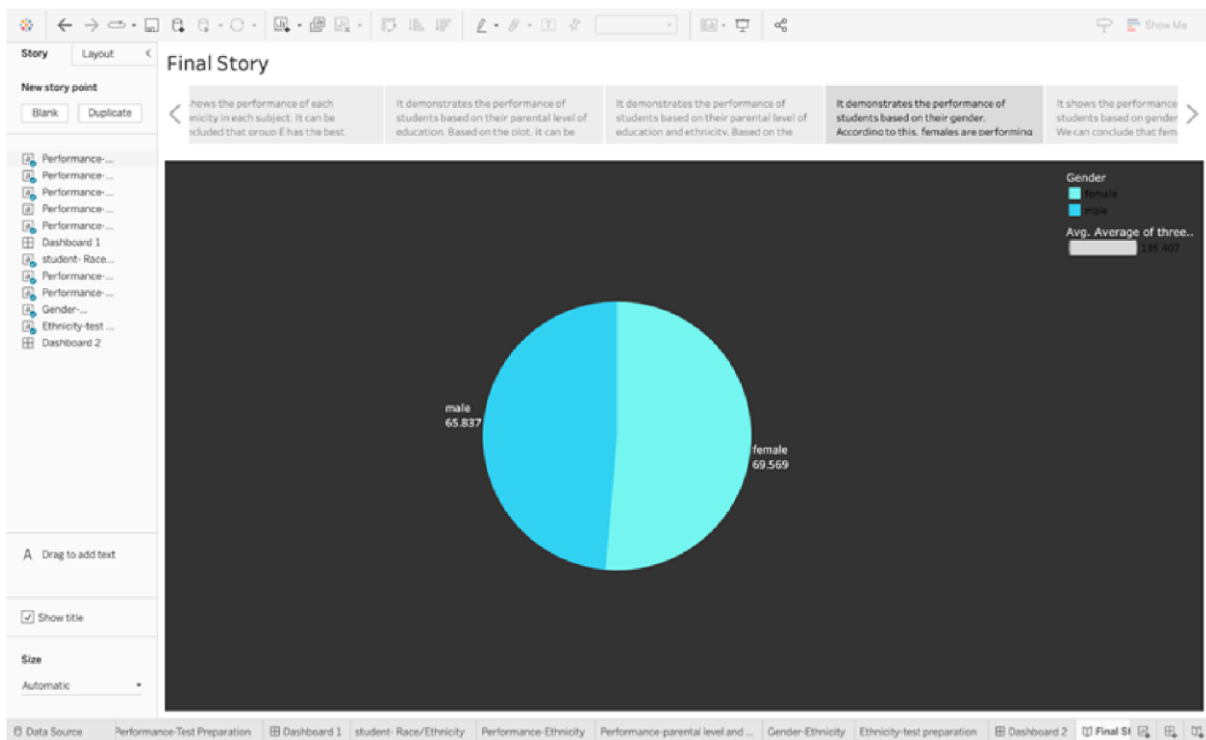 Show Me
Story
Layout
Final Story
New story point
Blank
Duplicate
hows the performance of each
nicity in each subject. It can be
ncluded that group E has the best
It demonstrates the performance of
students based on their parental level of
education. Based on the plot, it can be
It demonstrates the performance of
students based on their parental level of
education and ethnicity. Based on the
It demonstrates the performance of
students based on their gender.
According to this, females are performing
It shows the performance
students based on gender
We can conclude that fem
Performance-...
Performance-...
Performance-...
Performance-...
Performance-...
Dashboard 1
student- Race...
Performance-...
Performance-...
Gender-...
Ethnicity-test ...
Dashboard 2
Gender
female
male
Avg. Average of three..
135.407
male
65.837
female
69.569
A Drag to add text
Show title
Size
Automatic
Data Source
Performance-Test Preparation
Dashboard 1
student- Race/Ethnicity
Performance-Ethnicity
Performance-parental level and ...
Gender-Ethnicity
Ethnicity-test preparation
Dashboard 2
Final St